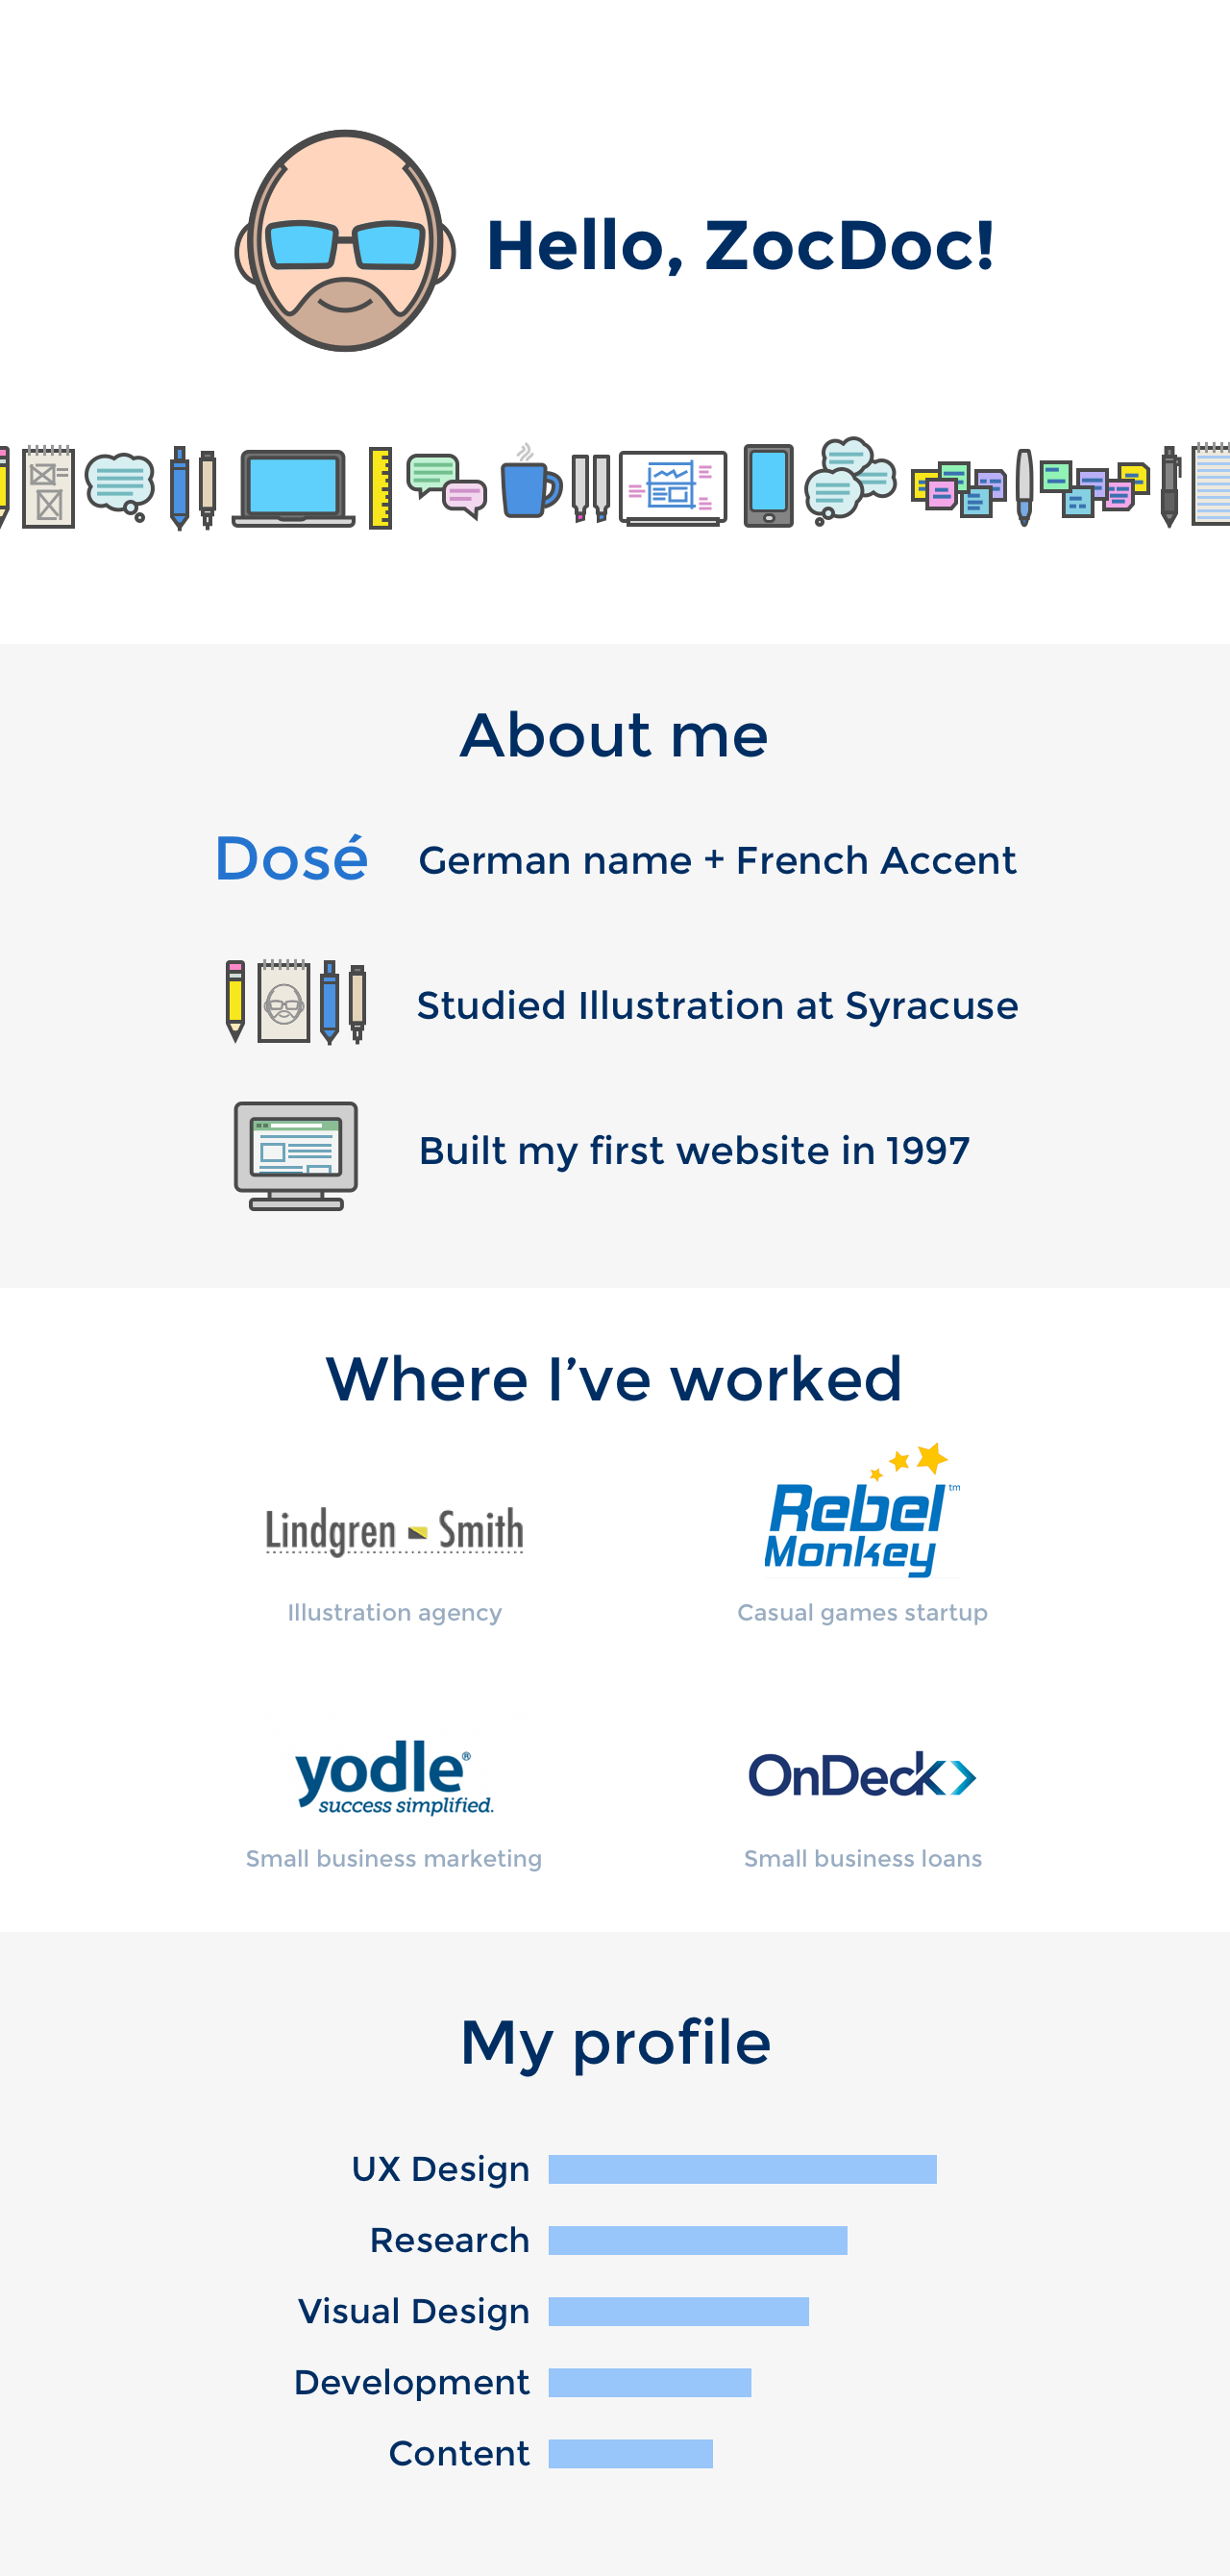 Hello, ZocDoc!
About me
Dosé
German name + French Accent
Studied Illustration at Syracuse
Built my first website in 1997
Where I’ve worked
Lindgren Smith
Illustration agency
Rebel™
Monkey
Casual games startup
yodle®
success simplified.
Small business marketing
OnDeck
Small business loans
My profile
UX Design
Research
Visual Design
Development
Content